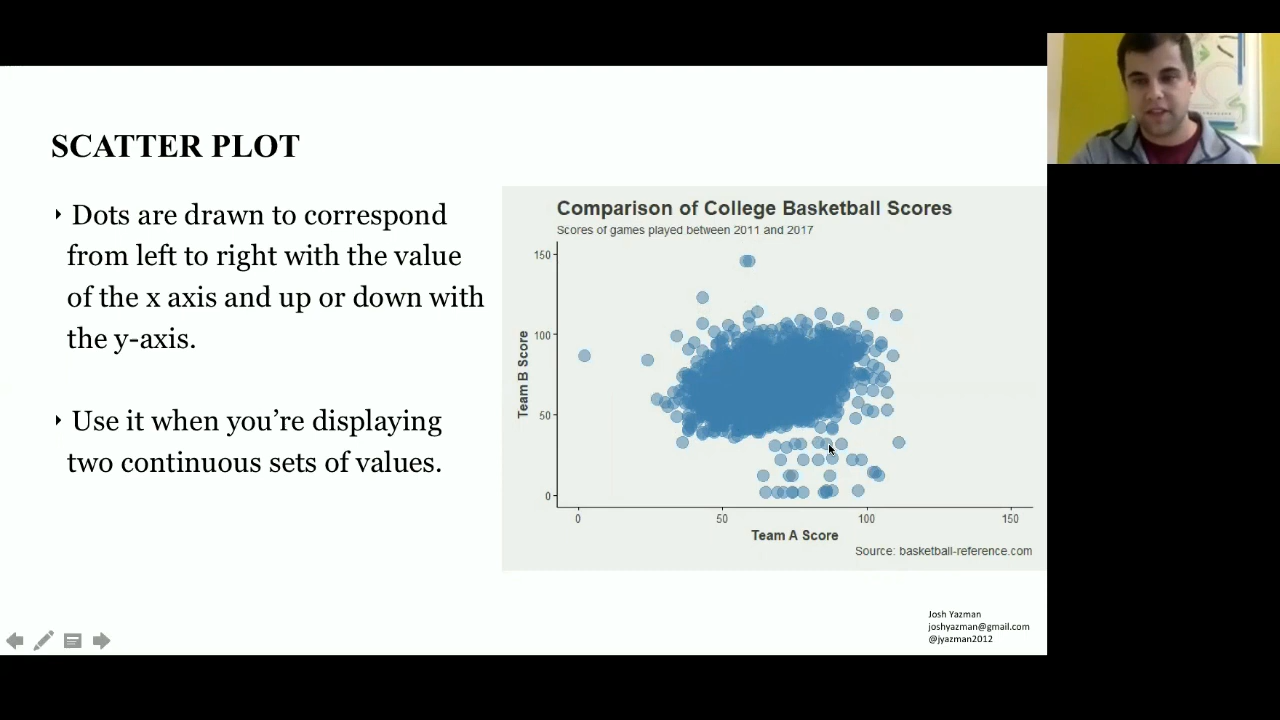 SCATTER PLOT
Dots are drawn to correspond
from left to right with the value
of the x axis and up or down with
the y-axis.
Use it when you’re displaying
two continuous sets of values.
Comparison of College Basketball Scores
Scores of games played between 2011 and 2017
150
100
50
0
Team B Score
0 50 100 150
Team A Score
Source: basketball-reference.com
Josh Yazman
joshyazman@gmail.com
@jyazman2012